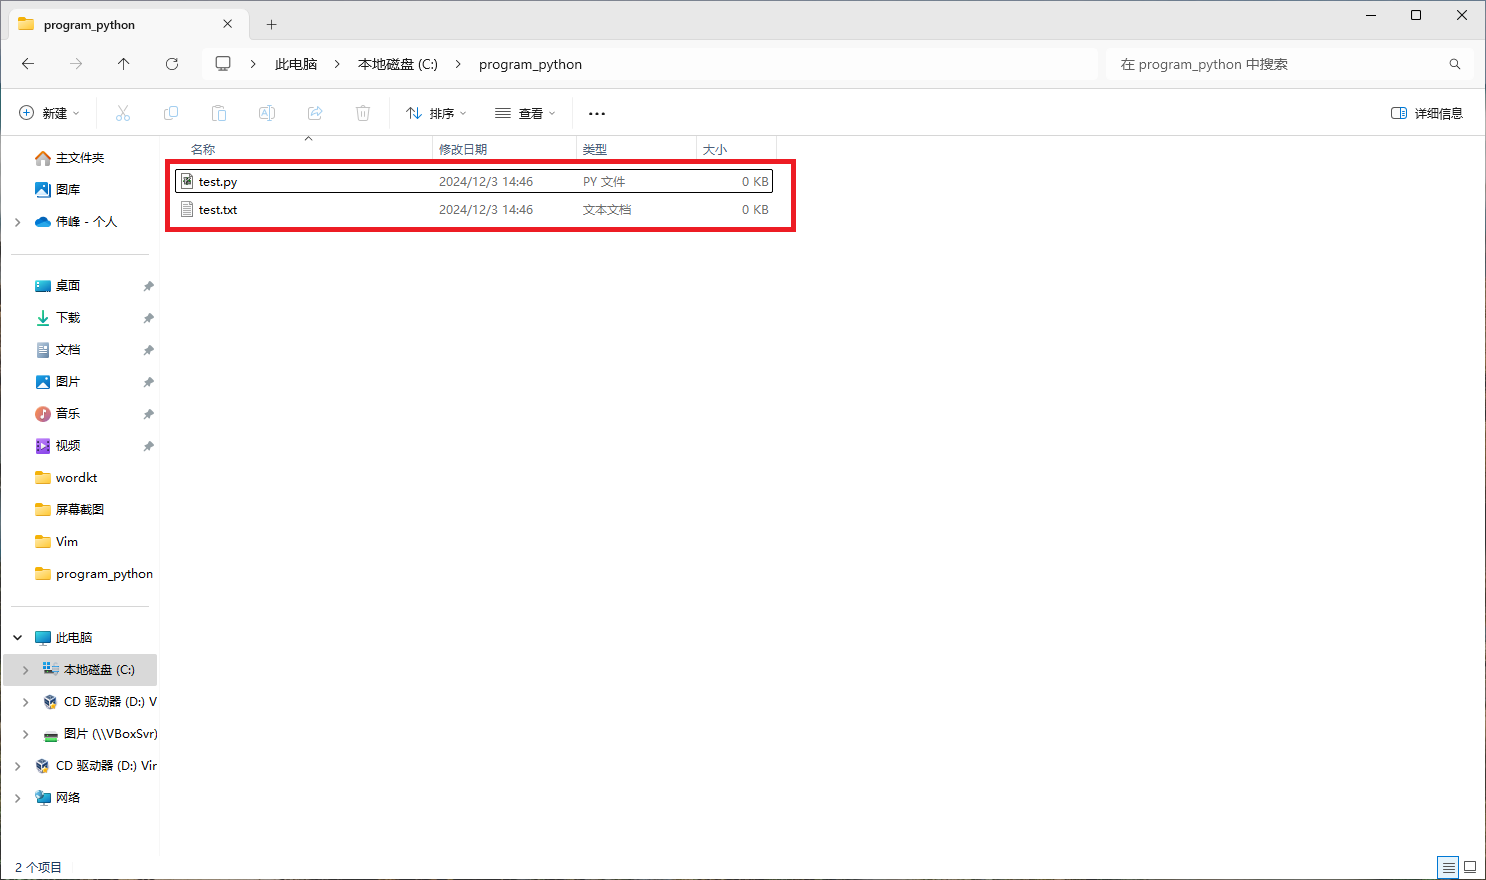 program_python
此电脑 本地磁盘 (C:) program_python
在 program_python 中搜索
新建 排序 查看 详细信息
名称 修改日期 类型 大小
test.py 2024/12/3 14:46 PY 文件 0 KB
test.txt 2024/12/3 14:46 文本文档 0 KB
主文件夹
图库
伟峰 - 个人
桌面
下载
文档
图片
音乐
视频
wordkt
屏幕截图
Vim
program_python
此电脑
本地磁盘 (C:)
CD 驱动器 (D:) V
图片 (\\VBoxSvr)
CD 驱动器 (D:) Vir
网络
2 个项目